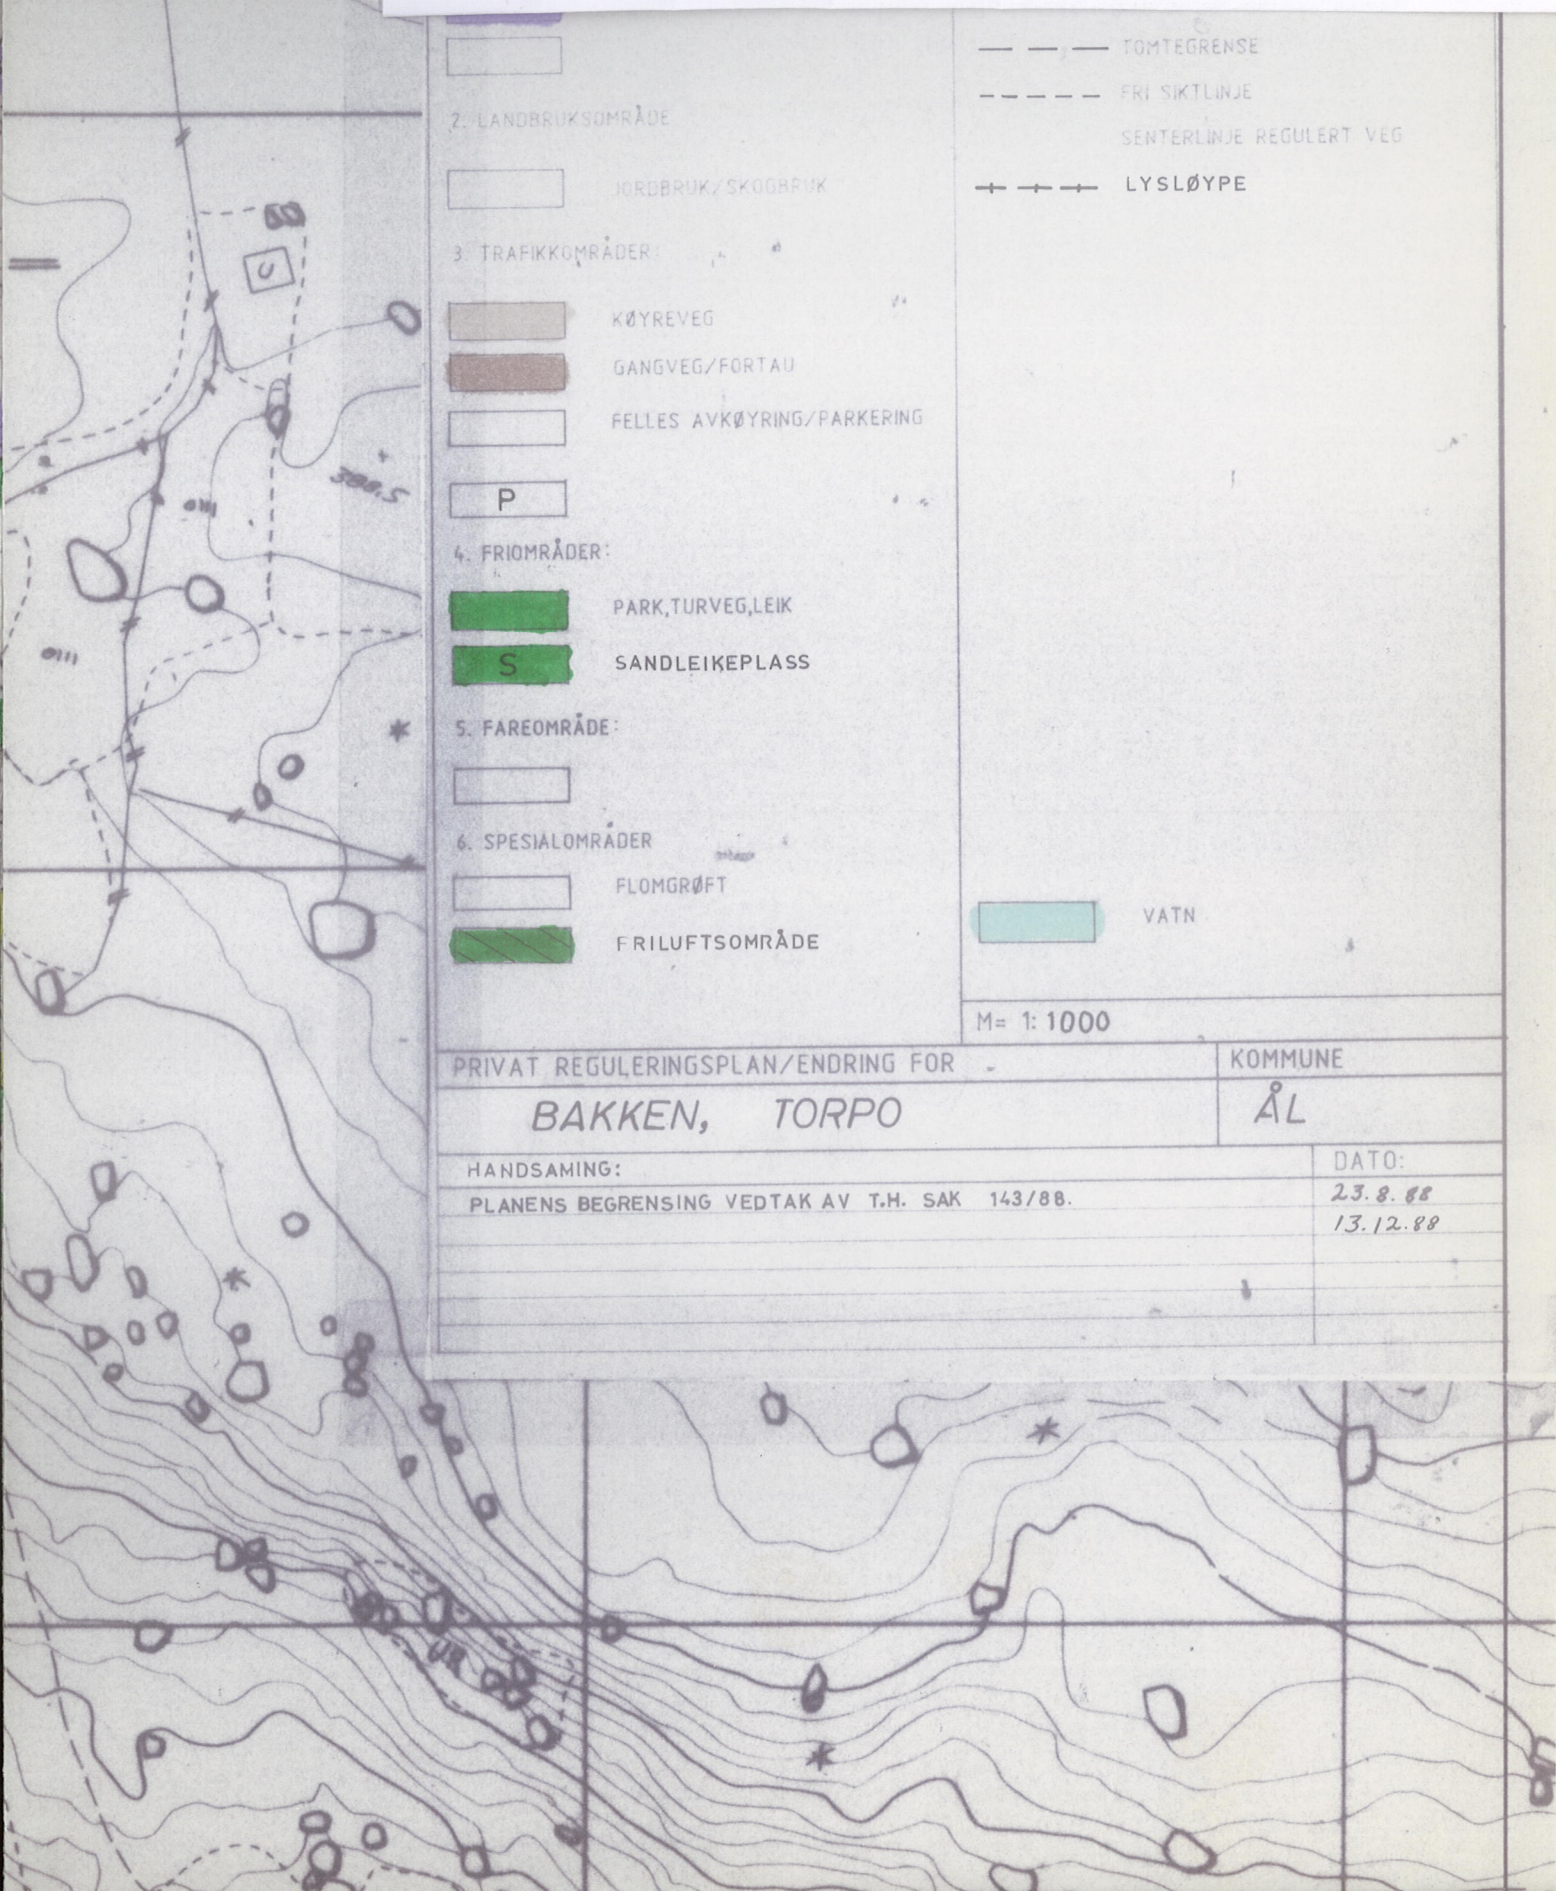 2. LANDBRUKSOMRÅDE
JORDBRUK/SKOGBRUK
3. TRAFIKKOMRÅDER:
KØYREVEG
GANGVEG/FORTAU
FELLES AVKØYRING/PARKERING
P
4. FRIOMRÅDER:
PARK,TURVEG,LEIK
S SANDLEIKEPLASS
5. FAREOMRÅDE:
6. SPESIALOMRÅDER
FLOMGRØFT
FRILUFTSOMRÅDE
TOMTEGRENSE
FRI SIKTLINJE
SENTERLINJE REGULERT VEG
LYSLØYPE
VATN
M= 1: 1000
PRIVAT REGULERINGSPLAN/ENDRING FOR
BAKKEN, TORPO
KOMMUNE
ÅL
HANDSAMING:
DATO:
PLANENS BEGRENSING VEDTAK AV T.H. SAK 143/88.
23.8.88
13.12.88
U
UR